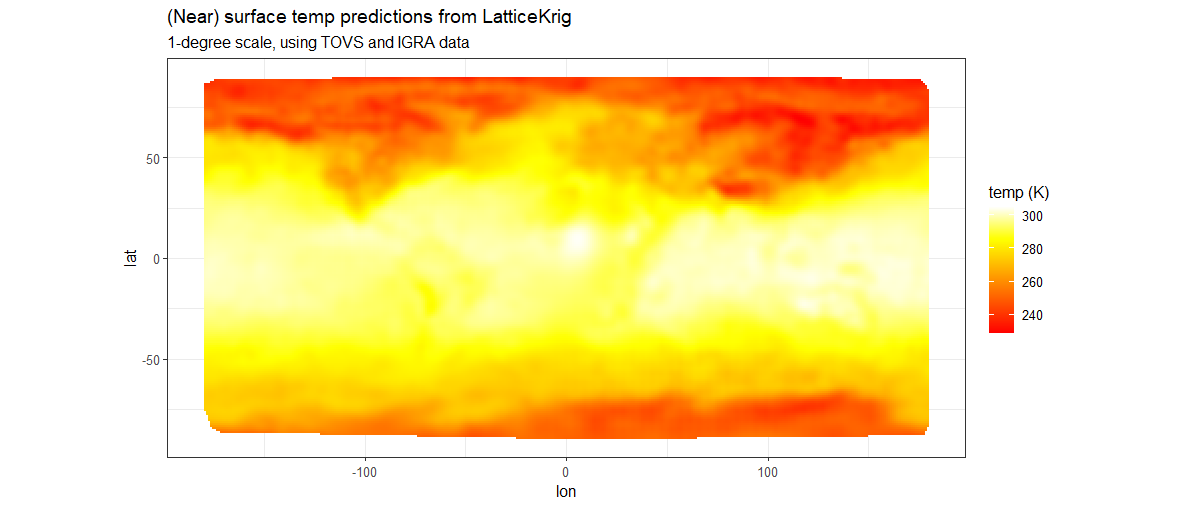 (Near) surface temp predictions from LatticeKrig
1-degree scale, using TOVS and IGRA data
lat
50
0
-50
-100
0
100
lon
temp (K)
300
280
260
240